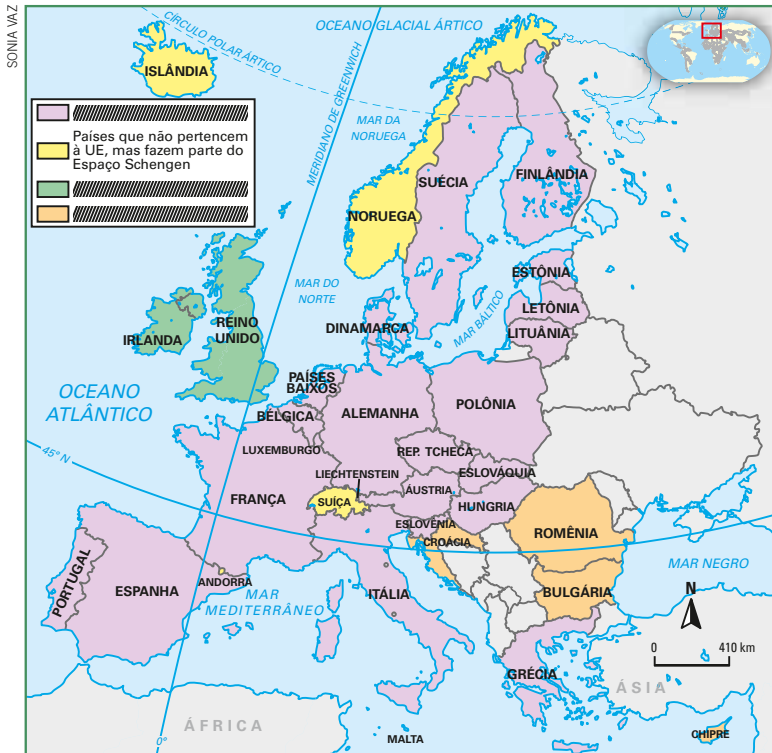 SONIA VAZ
OCEANO GLACIAL ÁRTICO
CÍRCULO POLAR ÁRTICO
ISLÂNDIA
MERIDIANO DE GREENWICH
Países que não pertencem
à UE, mas fazem parte do
Espaço Schengen
MAR DA
NORUEGA
SUÉCIA
FINLÂNDIA
NORUEGA
ESTÔNIA
MAR DO
NORTE
LETÔNIA
MAR BÁLTICO
DINAMARCA
LITUÂNIA
REINO
UNIDO
IRLANDA
PAÍSES
BAIXOS
OCEANO
ATLÂNTICO
BÉLGICA
ALEMANHA
POLÔNIA
45° N
LUXEMBURGO
REP. TCHECA
LIECHTENSTEIN
ESLOVÁQUIA
ÁUSTRIA
FRANÇA
SUÍÇA
HUNGRIA
ESLOVÊNIA
CROÁCIA
ROMÊNIA
MAR NEGRO
PORTUGAL
ESPANHA
ANDORRA
ITÁLIA
BULGÁRIA
N
MAR
MEDITERRÂNEO
0 410 km
GRÉCIA
ÁSIA
ÁFRICA
0°
MALTA
CHIPRE